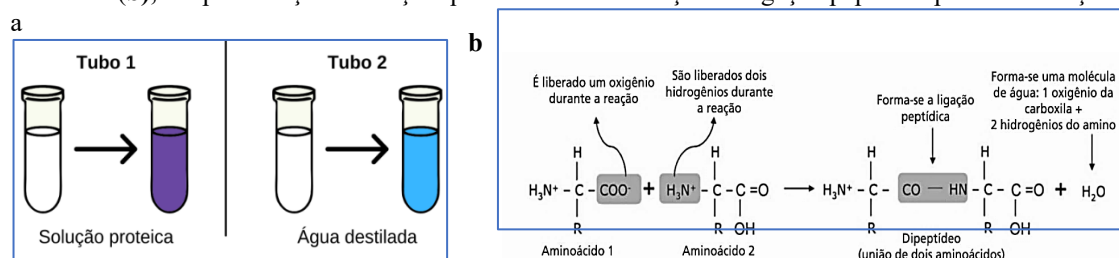 a
b
Tubo 1
Tubo 2
Solução proteica
Água destilada
É liberado um oxigênio
durante a reação
São liberados dois
hidrogênios durante
a reação
Forma-se a ligação
peptídica
Forma-se uma molécula
de água: 1 oxigênio da
carboxila +
2 hidrogênios do amino
H H H H
H₃N⁺ – C – COO⁻ + H₃N⁺ – C – C = O → H₃N⁺ – C – CO — HN – C – C = O + H₂O
R R OH R R OH
Aminoácido 1
Aminoácido 2
Dipeptídeo
(união de dois aminoácidos)